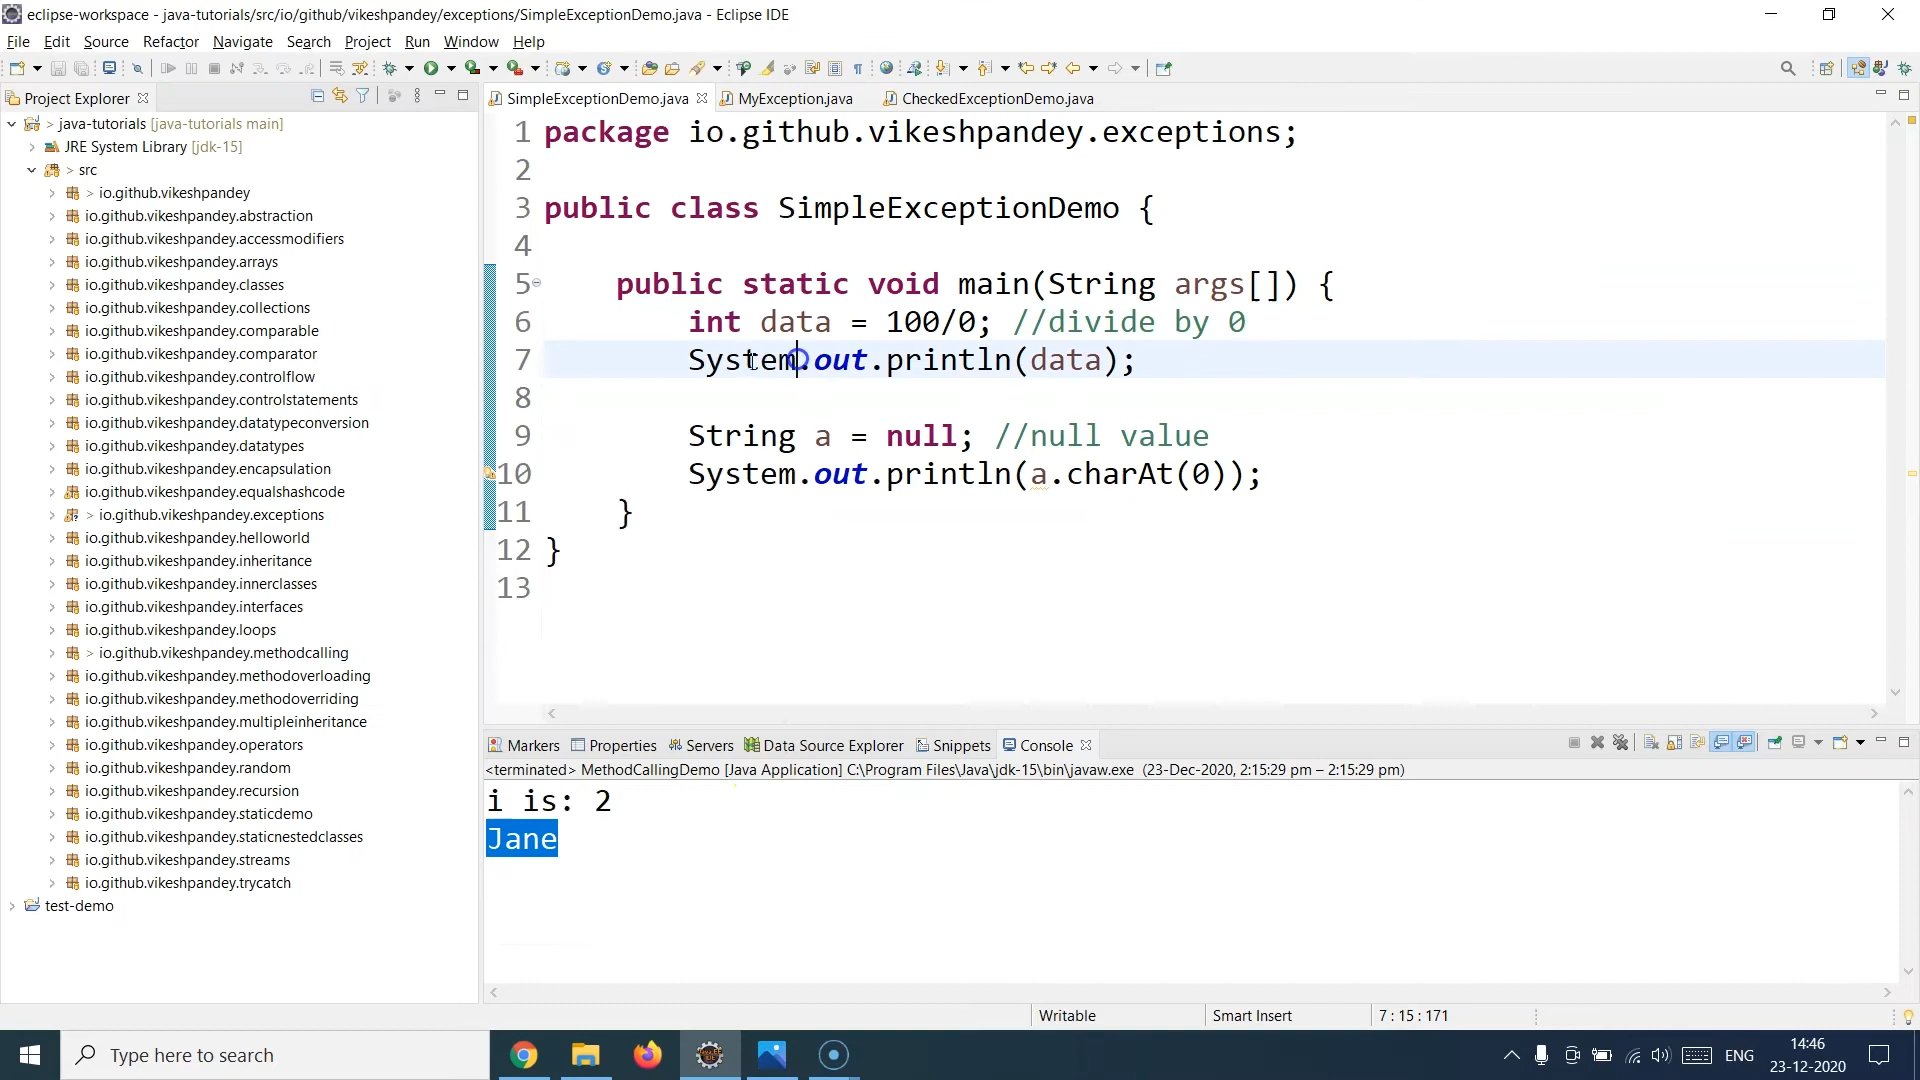 eclipse-workspace - java-tutorials/src/io/github/vikeshpandey/exceptions/SimpleExceptionDemo.java - Eclipse IDE
File Edit Source Refactor Navigate Search Project Run Window Help
Project Explorer
SimpleExceptionDemo.java MyException.java CheckedExceptionDemo.java
> java-tutorials [java-tutorials main]
JRE System Library [jdk-15]
> src
> io.github.vikeshpandey
io.github.vikeshpandey.abstraction
io.github.vikeshpandey.accessmodifiers
io.github.vikeshpandey.arrays
io.github.vikeshpandey.classes
io.github.vikeshpandey.collections
io.github.vikeshpandey.comparable
io.github.vikeshpandey.comparator
io.github.vikeshpandey.controlflow
io.github.vikeshpandey.controlstatements
io.github.vikeshpandey.datatypeconversion
io.github.vikeshpandey.datatypes
io.github.vikeshpandey.encapsulation
io.github.vikeshpandey.equalshashcode
> io.github.vikeshpandey.exceptions
io.github.vikeshpandey.helloworld
io.github.vikeshpandey.inheritance
io.github.vikeshpandey.innerclasses
io.github.vikeshpandey.interfaces
io.github.vikeshpandey.loops
> io.github.vikeshpandey.methodcalling
io.github.vikeshpandey.methodoverloading
io.github.vikeshpandey.methodoverriding
io.github.vikeshpandey.multipleinheritance
io.github.vikeshpandey.operators
io.github.vikeshpandey.random
io.github.vikeshpandey.recursion
io.github.vikeshpandey.staticdemo
io.github.vikeshpandey.staticnestedclasses
io.github.vikeshpandey.streams
io.github.vikeshpandey.trycatch
test-demo
1 package io.github.vikeshpandey.exceptions;
2
3 public class SimpleExceptionDemo {
4
5 public static void main(String args[]) {
6 int data = 100/0; //divide by 0
7 System.out.println(data);
8
9 String a = null; //null value
10 System.out.println(a.charAt(0));
11 }
12 }
13
Markers Properties Servers Data Source Explorer Snippets Console
<terminated> MethodCallingDemo [Java Application] C:\Program Files\Java\jdk-15\bin\javaw.exe (23-Dec-2020, 2:15:29 pm – 2:15:29 pm)
i is: 2
Jane
Writable Smart Insert 7 : 15 : 171
Type here to search
ENG
14:46
23-12-2020